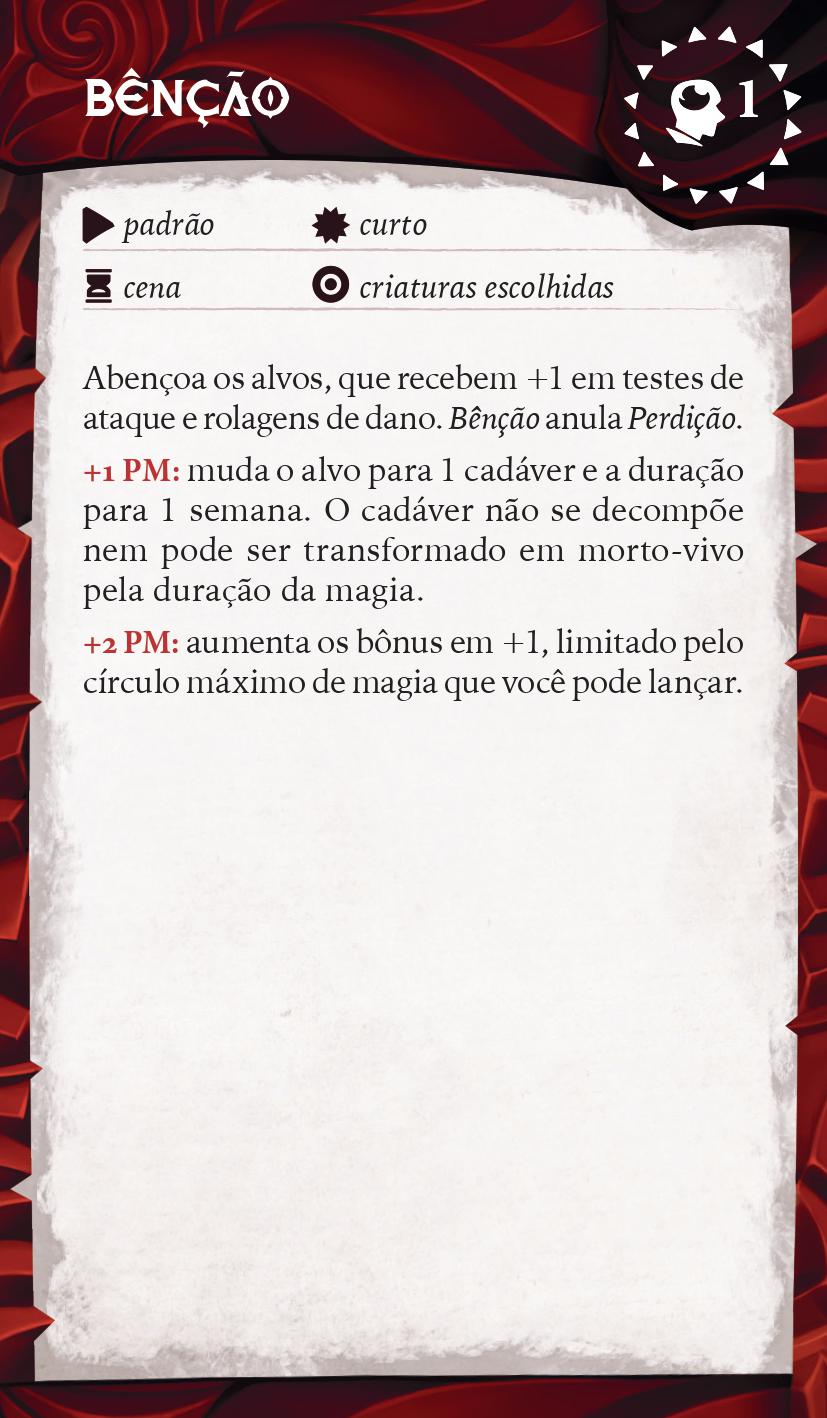 BÊNÇÃO
1
padrão curto
cena criaturas escolhidas
Abençoa os alvos, que recebem +1 em testes de
ataque e rolagens de dano. Bênção anula Perdição.
+1 PM: muda o alvo para 1 cadáver e a duração
para 1 semana. O cadáver não se decompõe
nem pode ser transformado em morto-vivo
pela duração da magia.
+2 PM: aumenta os bônus em +1, limitado pelo
círculo máximo de magia que você pode lançar.